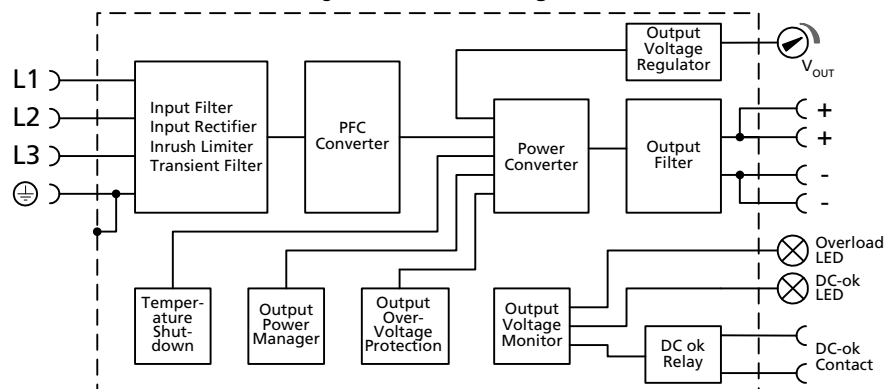 Output
Voltage
Regulator
VOUT
L1
L2
L3
Input Filter
Input Rectifier
Inrush Limiter
Transient Filter
PFC
Converter
Power
Converter
Output
Filter
+
+
-
-
Temper-
ature
Shut-
down
Output
Power
Manager
Output
Over-
Voltage
Protection
Output
Voltage
Monitor
DC ok
Relay
Overload
LED
DC-ok
LED
DC-ok
Contact